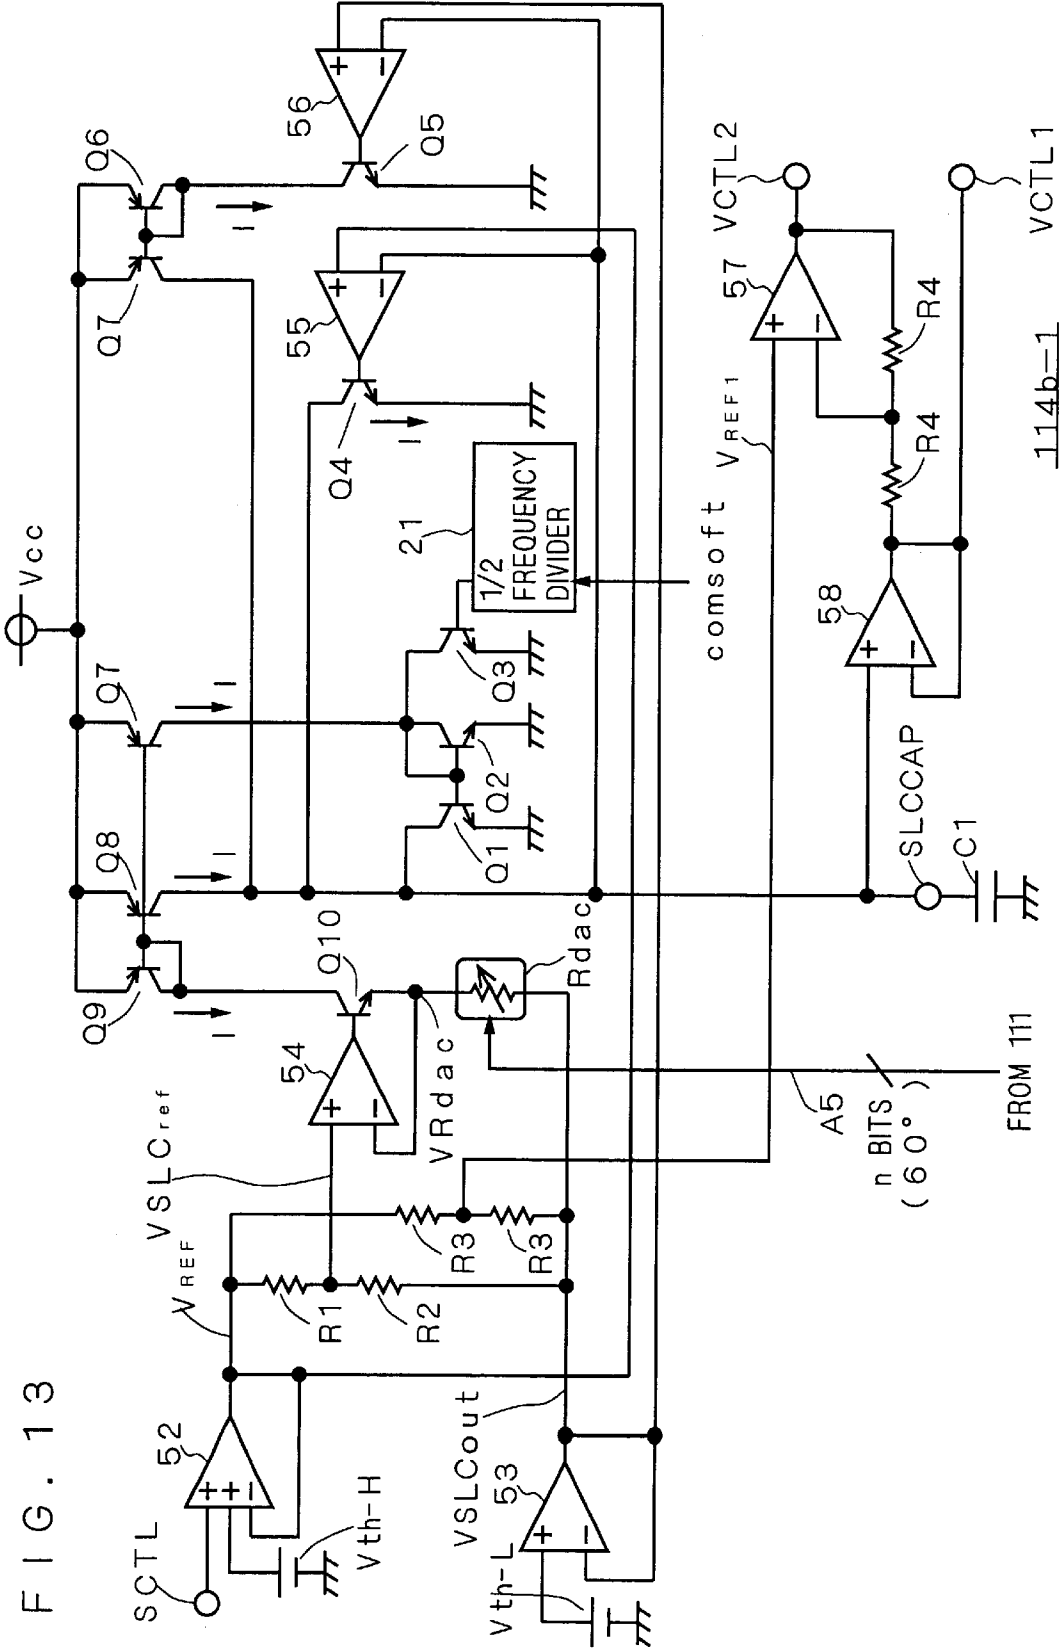 FIG. 13
SCTL
52
+
+
−
Vth-H
VREF
VSLCref
R1
R2
R3
R3
Vth-L
53
+
−
VSLCout
54
+
−
VRdac
Q9
Q8
Q7
I
I
I
Q10
Rdac
A5
n BITS
(60°)
FROM 111
Vcc
Q1
Q2
Q3
21
1/2
FREQUENCY
DIVIDER
comsoft
Q7
Q6
I
Q4
I
55
+
−
Q5
56
+
−
SLCCAP
C1
58
+
−
R4
R4
VREF1
57
+
−
VCTL2
VCTL1
114b-1